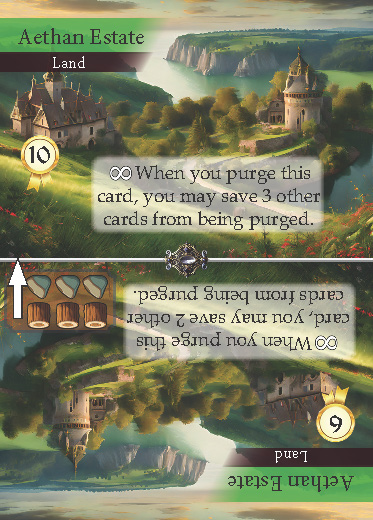 Aethan Estate
Land
10
∞ When you purge this
card, you may save 3 other
cards from being purged.
Aethan Estate
Land
6
∞ When you purge this
card, you may save 2 other
cards from being purged.